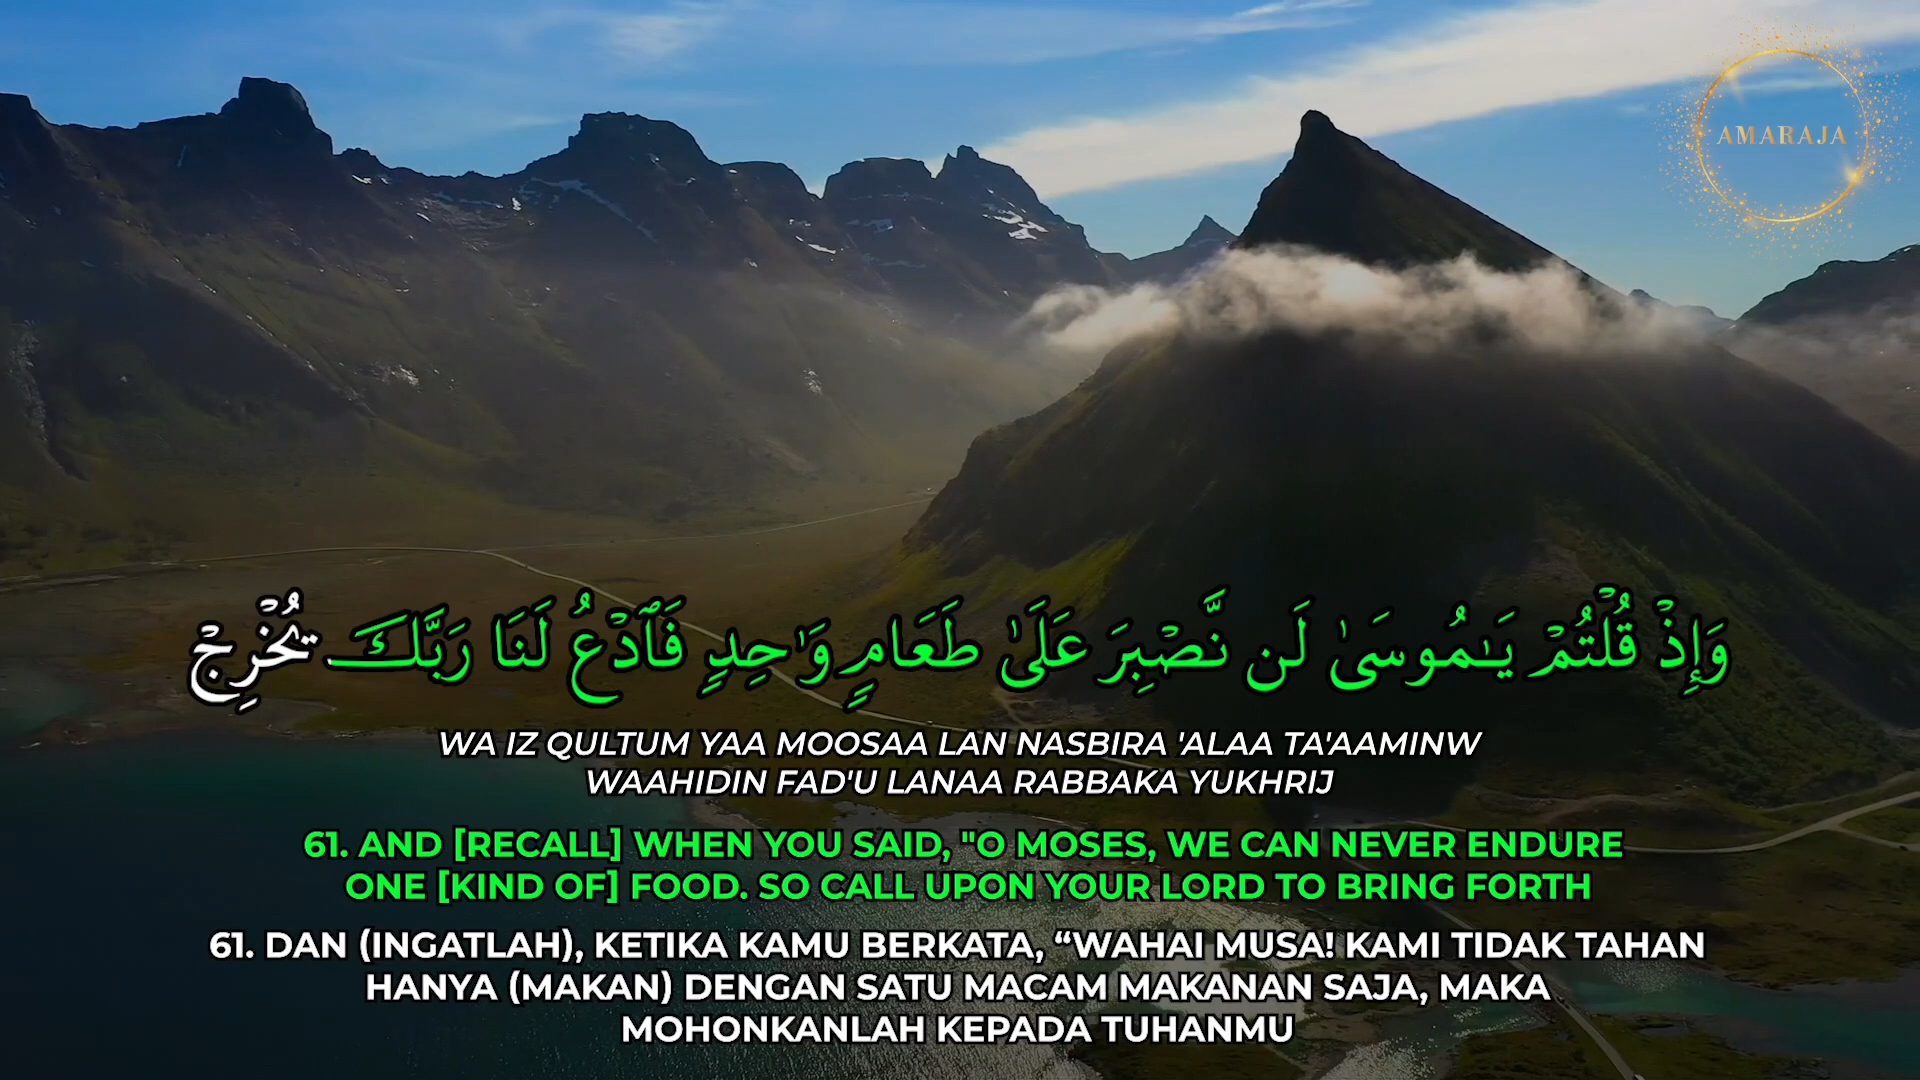 AMARAJA
وَإِذْ قُلْتُمْ يَـٰمُوسَىٰ لَن نَّصْبِرَ عَلَىٰ طَعَامٍ وَٰحِدٍ فَٱدْعُ لَنَا رَبَّكَ يُخْرِجْ
WA IZ QULTUM YAA MOOSAA LAN NASBIRA 'ALAA TA'AAMINW
WAAHIDIN FAD'U LANAA RABBAKA YUKHRIJ
61. AND [RECALL] WHEN YOU SAID, "O MOSES, WE CAN NEVER ENDURE
ONE [KIND OF] FOOD. SO CALL UPON YOUR LORD TO BRING FORTH
61. DAN (INGATLAH), KETIKA KAMU BERKATA, “WAHAI MUSA! KAMI TIDAK TAHAN
HANYA (MAKAN) DENGAN SATU MACAM MAKANAN SAJA, MAKA
MOHONKANLAH KEPADA TUHANMU